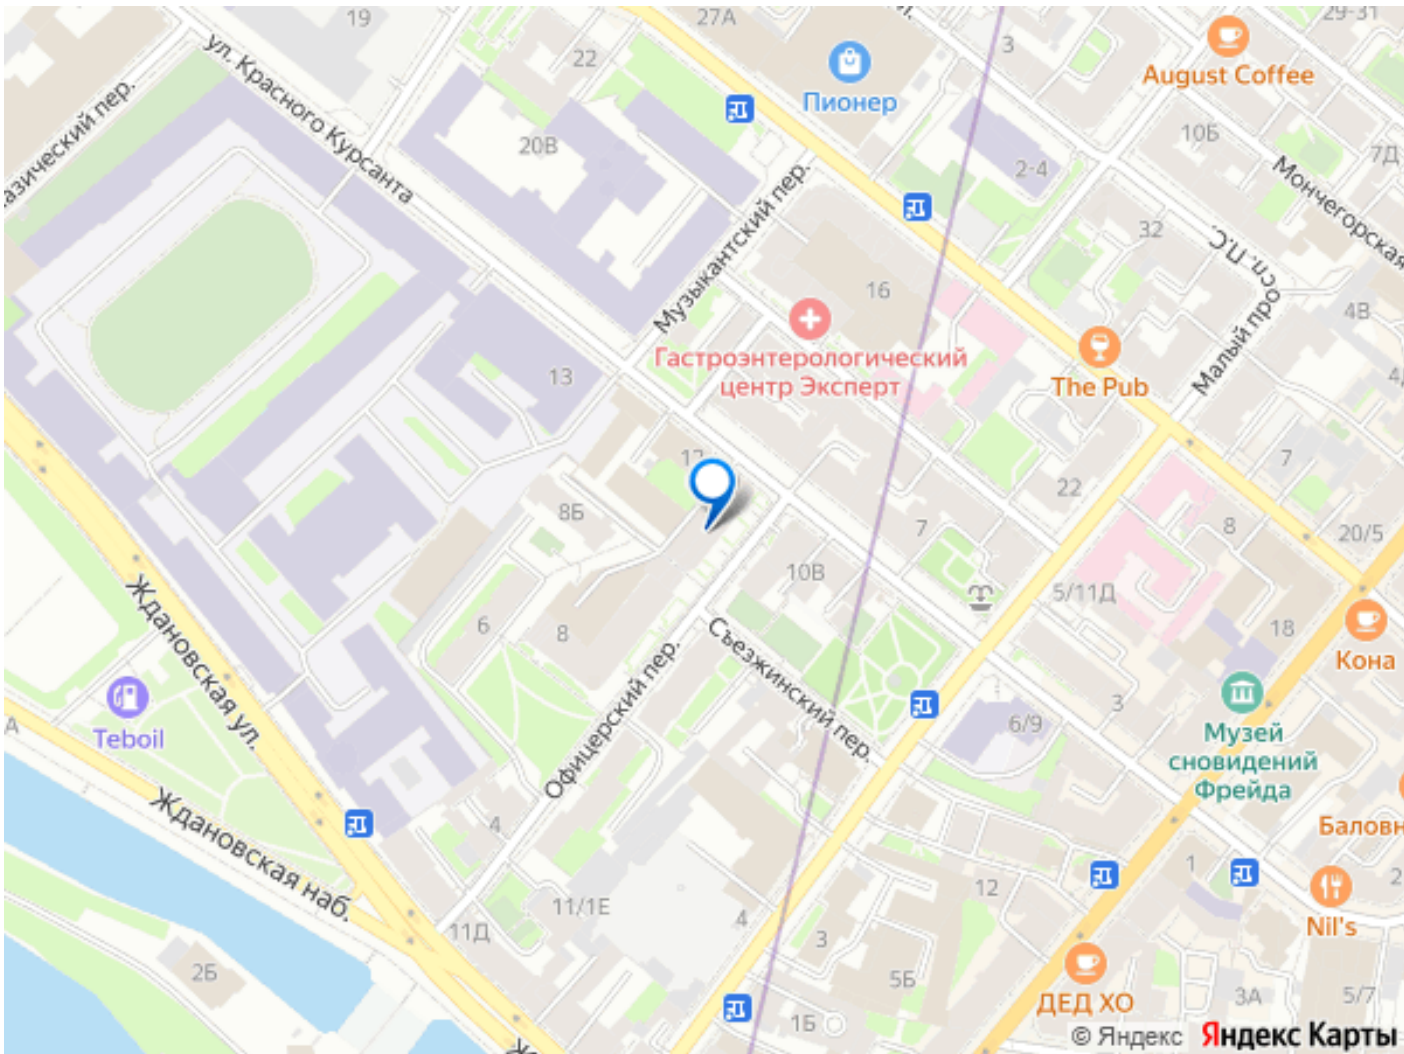 19
27А
29-31
3
August Coffee
ул. Красного Курсанта
22
Пионер
10Б
7Д
азический пер.
20В
2-4
Мончегорская
Музыкантский пер.
32
просп. П.С.
Малый
16
4В
Гастроэнтерологический
центр Эксперт
The Pub
13
7
22
8Б
7
8
20/5
10В
5/11Д
6
8
18
Кона
Съезжинский пер.
Ждановская ул.
Офицерский пер.
3
6/9
Teboil
А
Музей
сновидений
Фрейда
4
Баловн
Ждановская наб.
1
12
2
11/1Е
4
Nil's
11Д
3
2Б
5Б
ДЕД ХО
3А
5/7
1Б
© Яндекс Яндекс Карты
Ж